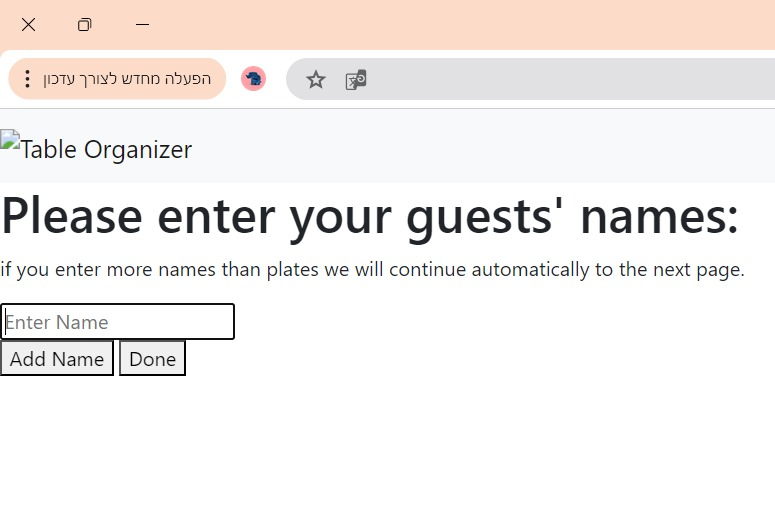 הפעלה מחדש לצורך עדכון
Table Organizer
Please enter your guests' names:
if you enter more names than plates we will continue automatically to the next page.
Enter Name
Add Name Done